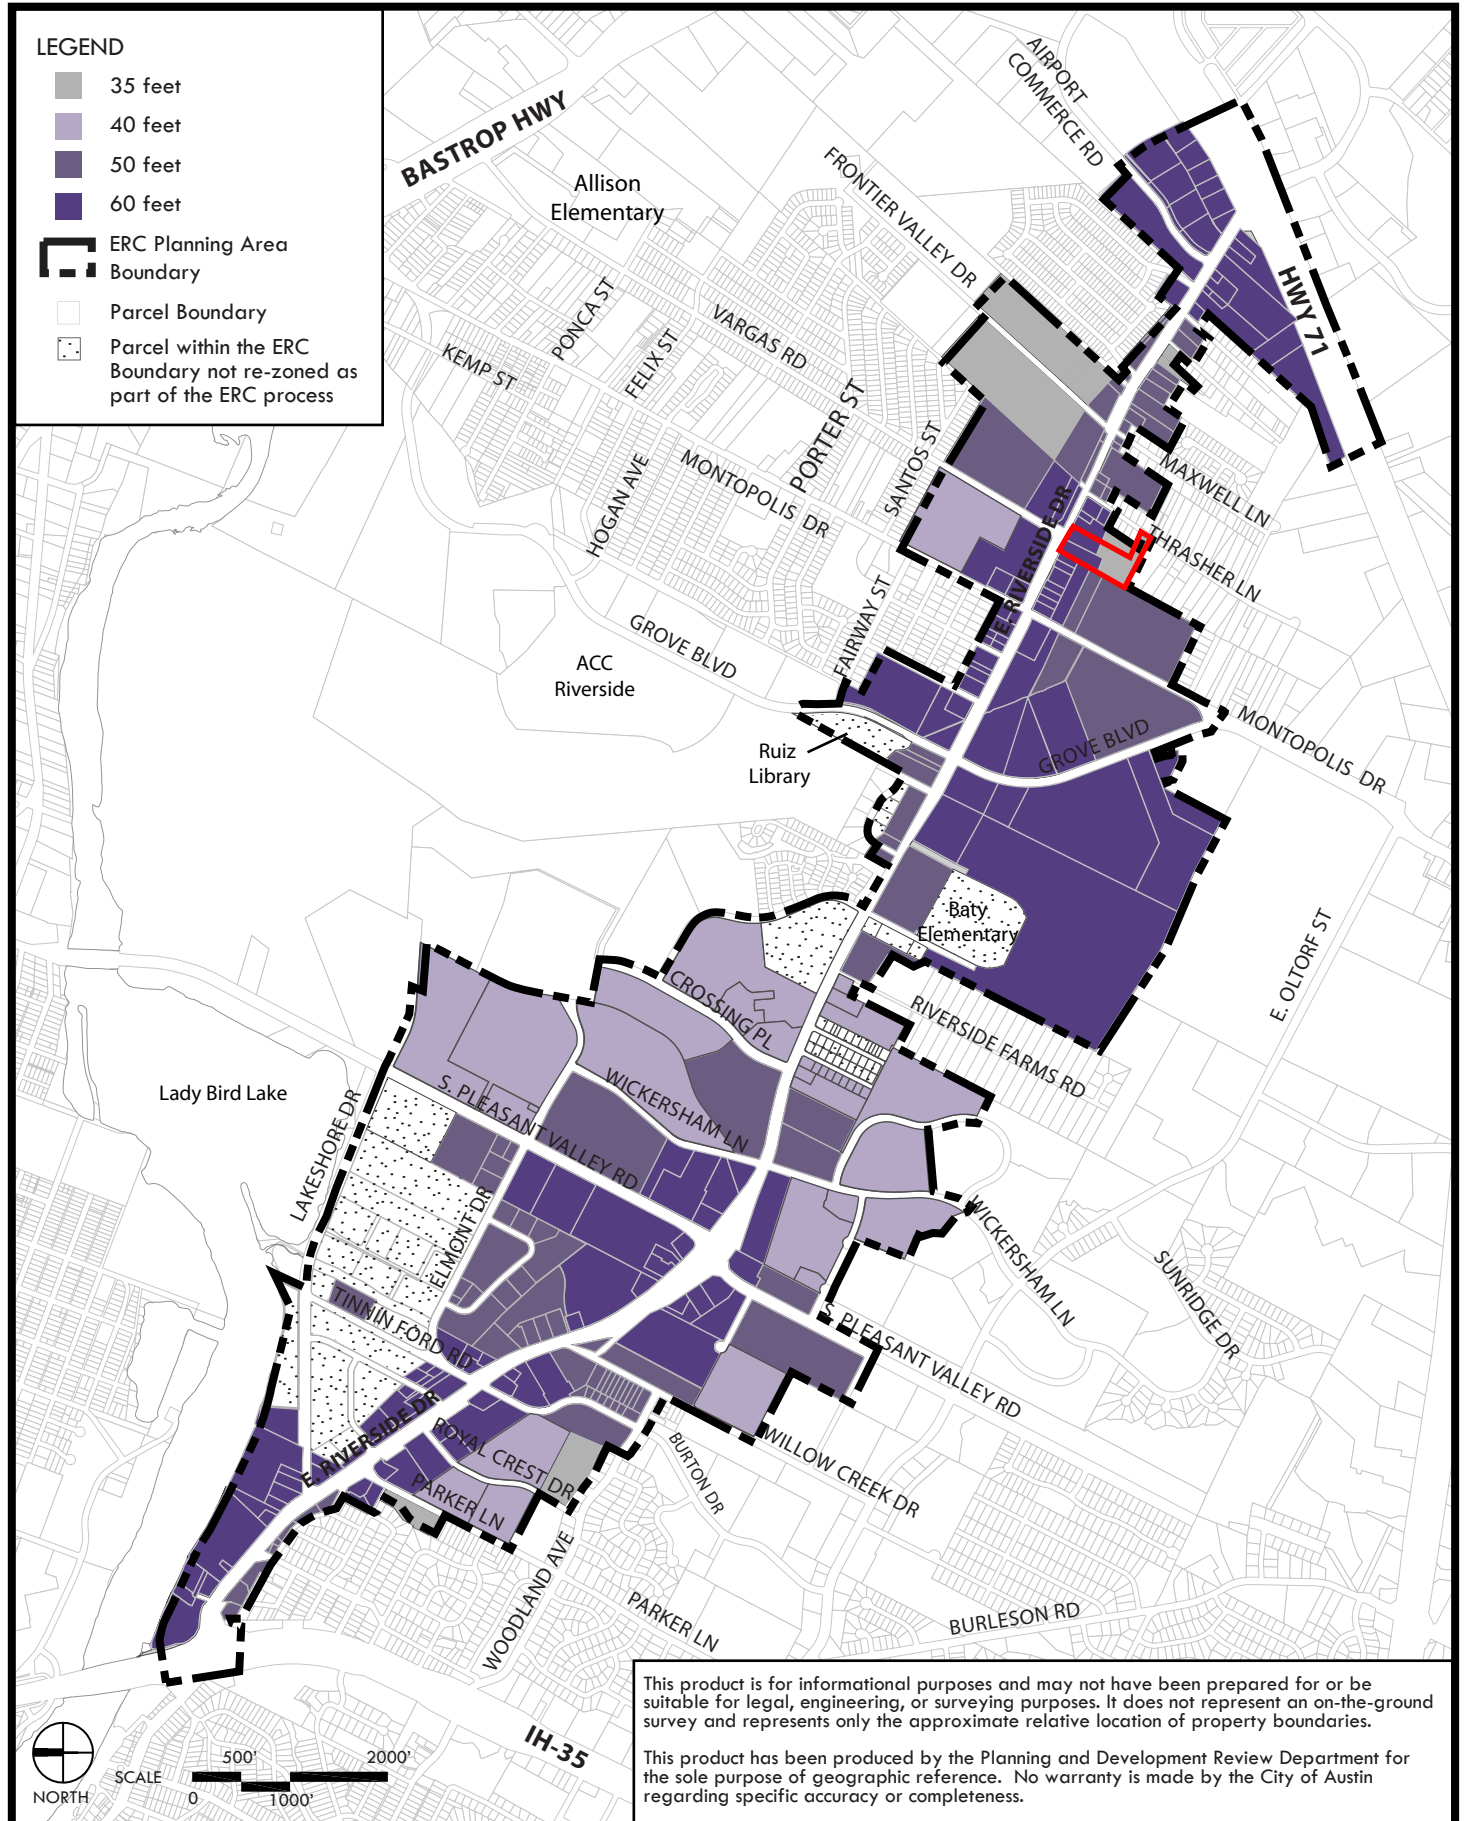 LEGEND
35 feet
40 feet
50 feet
60 feet
ERC Planning Area
Boundary
Parcel Boundary
Parcel within the ERC
Boundary not re-zoned as
part of the ERC process
BASTROP HWY
Allison
Elementary
AIRPORT
COMMERCE RD
FRONTIER VALLEY DR
HWY 71
PONCA ST
VARGAS RD
KEMP ST
FELIX ST
PORTER ST
SANTOS ST
MONTOPOLIS DR
HOGAN AVE
MAXWELL LN
THRASHER LN
E. RIVERSIDE DR
FAIRWAY ST
GROVE BLVD
ACC
Riverside
Ruiz
Library
GROVE BLVD
MONTOPOLIS DR
Baty
Elementary
E. OLTORF ST
CROSSING PL
RIVERSIDE FARMS RD
Lady Bird Lake
LAKESHORE DR
S. PLEASANT VALLEY RD
WICKERSHAM LN
ELMONT DR
WICKERSHAM LN
SUNRIDGE DR
TINNIN FORD RD
S. PLEASANT VALLEY RD
E. RIVERSIDE DR
ROYAL CREST DR
PARKER LN
BURTON DR
WILLOW CREEK DR
WOODLAND AVE
PARKER LN
BURLESON RD
IH-35
NORTH
SCALE
500'
2000'
0
1000'
This product is for informational purposes and may not have been prepared for or be
suitable for legal, engineering, or surveying purposes. It does not represent an on-the-ground
survey and represents only the approximate relative location of property boundaries.
This product has been produced by the Planning and Development Review Department for
the sole purpose of geographic reference. No warranty is made by the City of Austin
regarding specific accuracy or completeness.